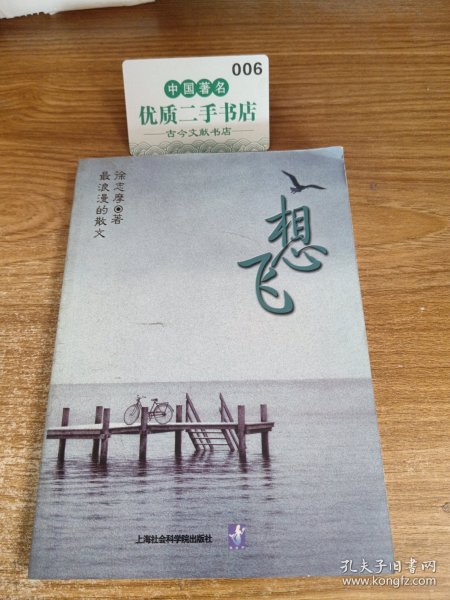 006
中国著名
优质二手书店
古今文献书店
徐志摩◉著
最浪漫的散文
想飞
上海社会科学院出版社
孔夫子旧书网
www.kongfz.com